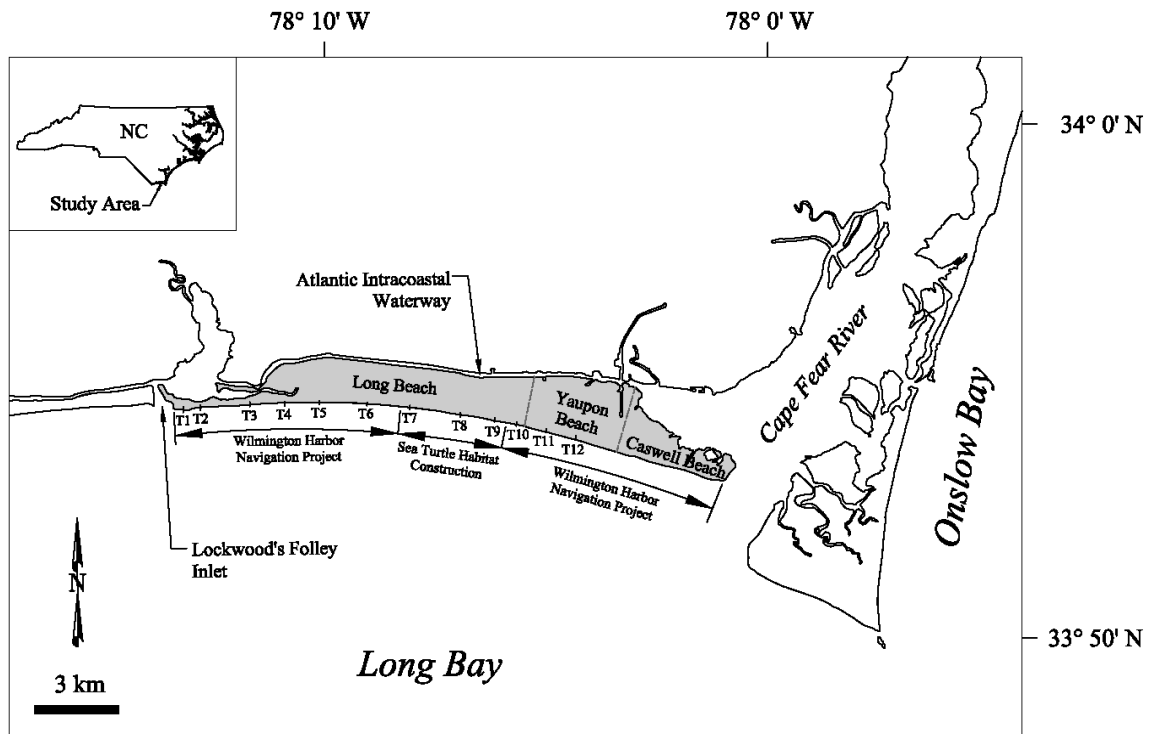 78° 10' W
78° 0' W
34° 0' N
NC
Study Area
Atlantic Intracoastal
Waterway
Cape Fear River
Onslow Bay
Long Beach
Yaupon
Beach
Caswell Beach
T1
T2
T3
T4
T5
T6
T7
T8
T9
T10
T11
T12
Wilmington Harbor
Navigation Project
Sea Turtle Habitat
Construction
Wilmington Harbor
Navigation Project
Lockwood's Folley
Inlet
N
33° 50' N
Long Bay
3 km